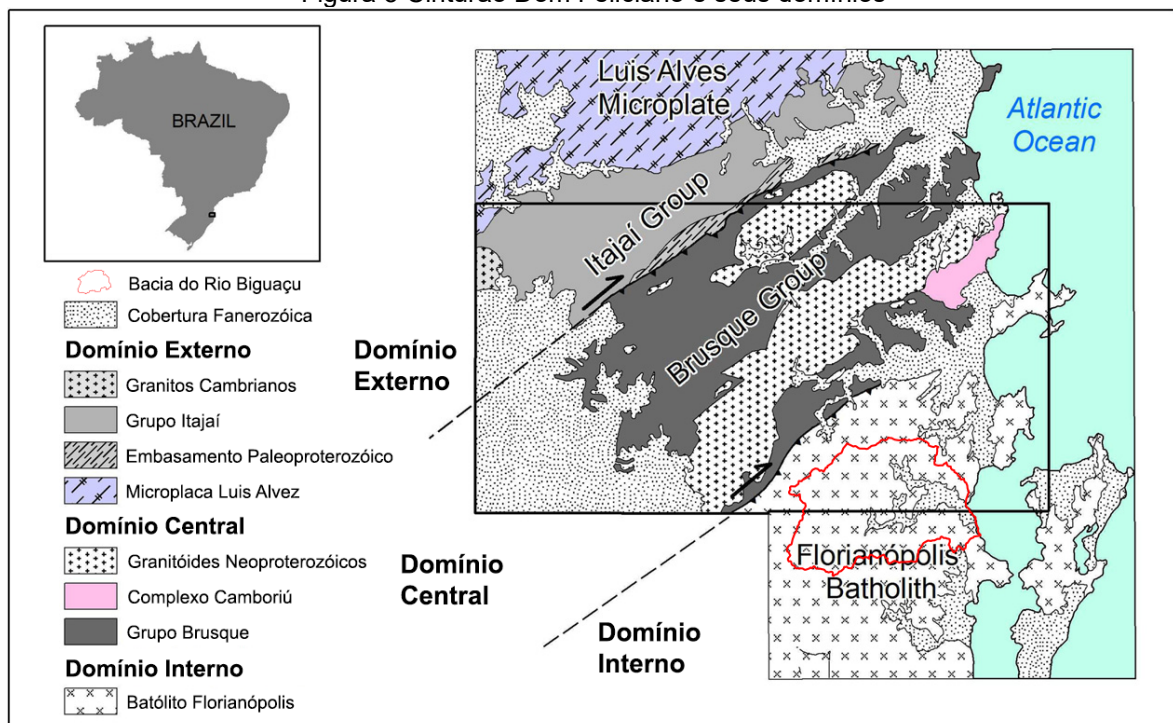 Figura 3 Cinturão Dom Feliciano e seus domínios
BRAZIL
Bacia do Rio Biguaçu
Cobertura Fanerozóica
Domínio Externo
Granitos Cambrianos
Grupo Itajaí
Embasamento Paleoproterozóico
Microplaca Luis Alvez
Domínio Central
Granitóides Neoproterozóicos
Complexo Camboriú
Grupo Brusque
Domínio Interno
Batólito Florianópolis
Luis Alves
Microplate
Atlantic
Ocean
Itajaí Group
Brusque Group
Domínio
Externo
Domínio
Central
Domínio
Interno
Florianópolis
Batholith